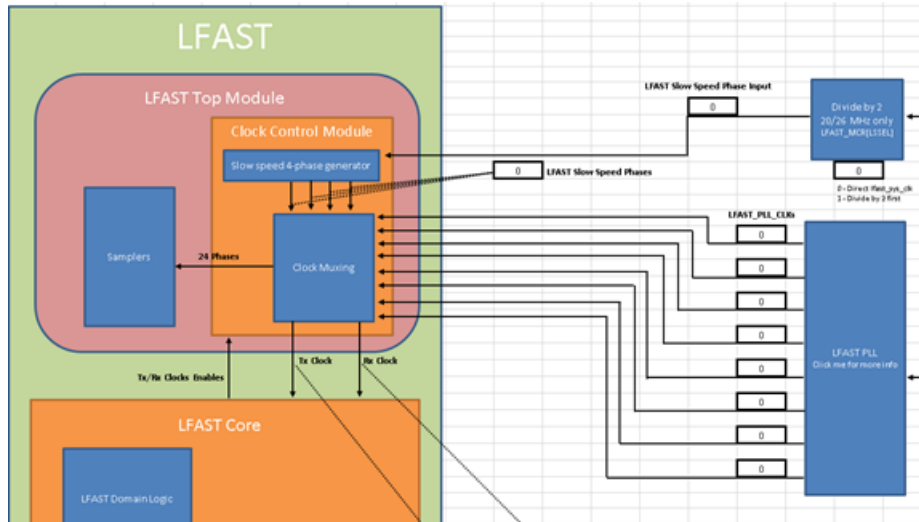 LFAST
LFAST Top Module
Clock Control Module
Slow speed 4-phase generator
Samplers
24 Phases
Clock Muxing
Tx Clock
Rx Clock
Tx/Rx Clocks Enables
LFAST Core
LFAST Domain Logic
LFAST Slow Speed Phase Input
0
Divide by 2
20/26 MHz only
LFAST_MCR[LSSEL]
0
0 - Direct lfast_sys_clk
1 - Divide by 2 first
0
LFAST Slow Speed Phases
LFAST_PLL_CLKs
0
0
0
0
0
0
0
0
LFAST PLL
Click me for more info